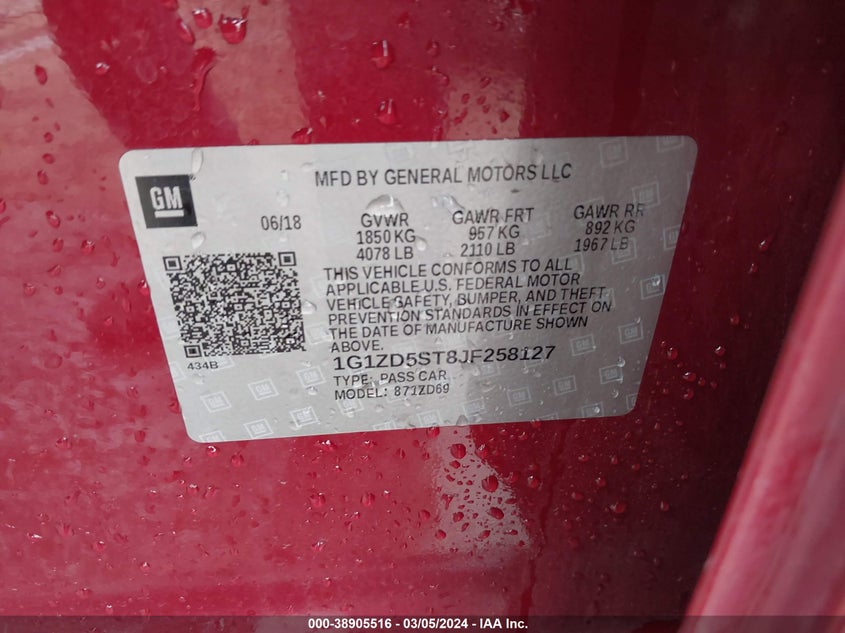 GM
MFD BY GENERAL MOTORS LLC
06/18
GVWR
1850 KG
4078 LB
GAWR FRT
957 KG
2110 LB
GAWR RR
892 KG
1967 LB
THIS VEHICLE CONFORMS TO ALL
APPLICABLE U.S. FEDERAL MOTOR
VEHICLE SAFETY, BUMPER, AND THEFT
PREVENTION STANDARDS IN EFFECT ON
THE DATE OF MANUFACTURE SHOWN
ABOVE.
434B
1G1ZD5ST8JF258127
TYPE: PASS CAR
MODEL: 871ZD69
000-38905516 - 03/05/2024 - IAA Inc.